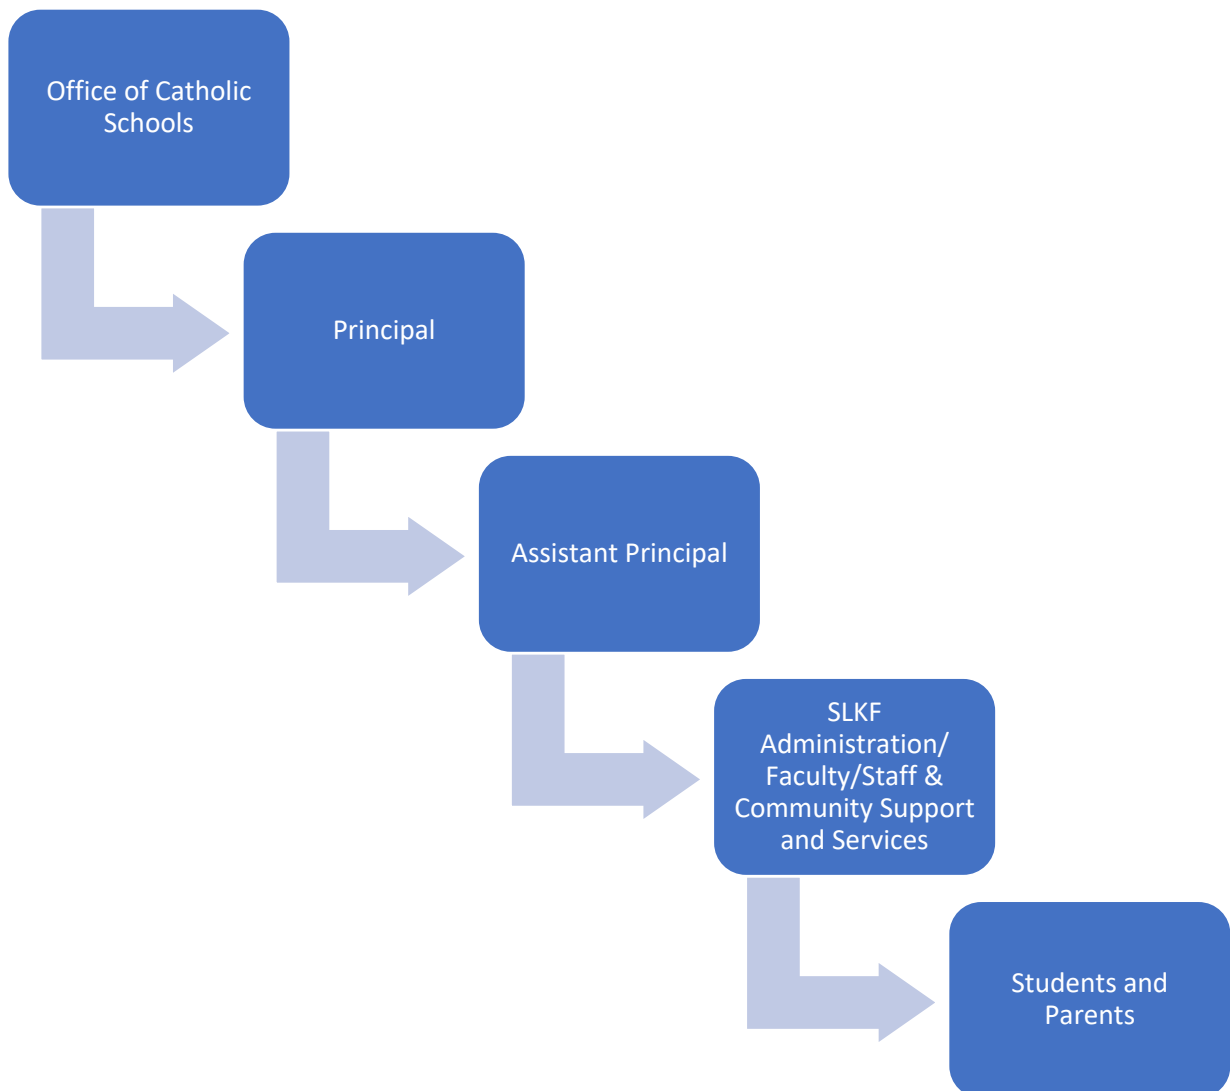 Office of Catholic
Schools
Principal
Assistant Principal
SLKF
Administration/
Faculty/Staff &
Community Support
and Services
Students and
Parents